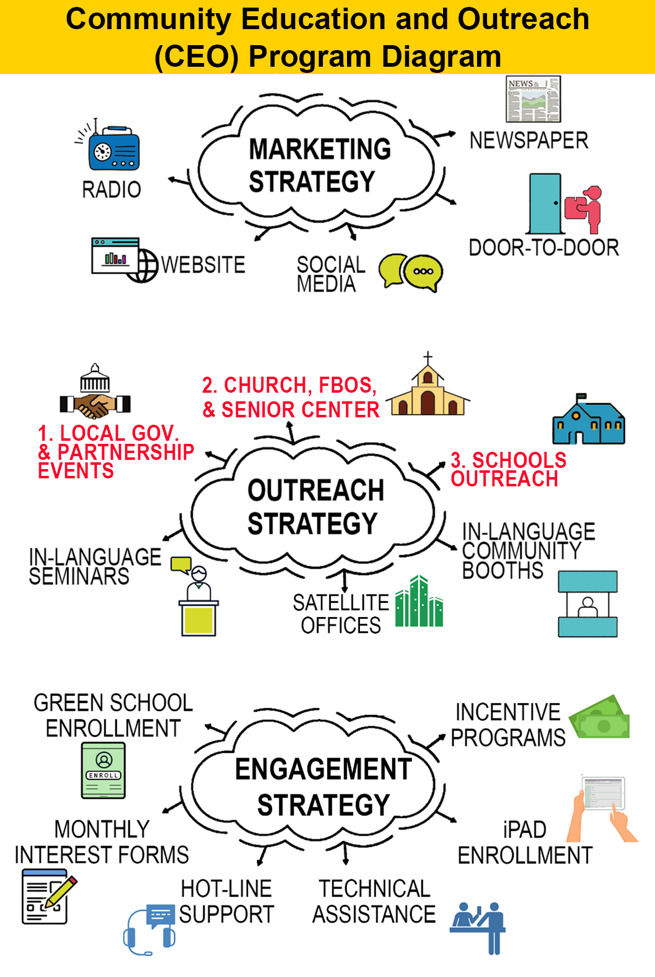 Community Education and Outreach
(CEO) Program Diagram
NEWS
NEWSPAPER
MARKETING
STRATEGY
RADIO
DOOR-TO-DOOR
WEBSITE
SOCIAL
MEDIA
2. CHURCH, FBOS,
& SENIOR CENTER
1. LOCAL GOV.
& PARTNERSHIP
EVENTS
3. SCHOOLS
OUTREACH
OUTREACH
STRATEGY
IN-LANGUAGE
SEMINARS
IN-LANGUAGE
COMMUNITY
BOOTHS
SATELLITE
OFFICES
GREEN SCHOOL
ENROLLMENT
ENROLL
INCENTIVE
PROGRAMS
ENGAGEMENT
STRATEGY
MONTHLY
INTEREST FORMS
iPAD
ENROLLMENT
HOT-LINE
SUPPORT
TECHNICAL
ASSISTANCE